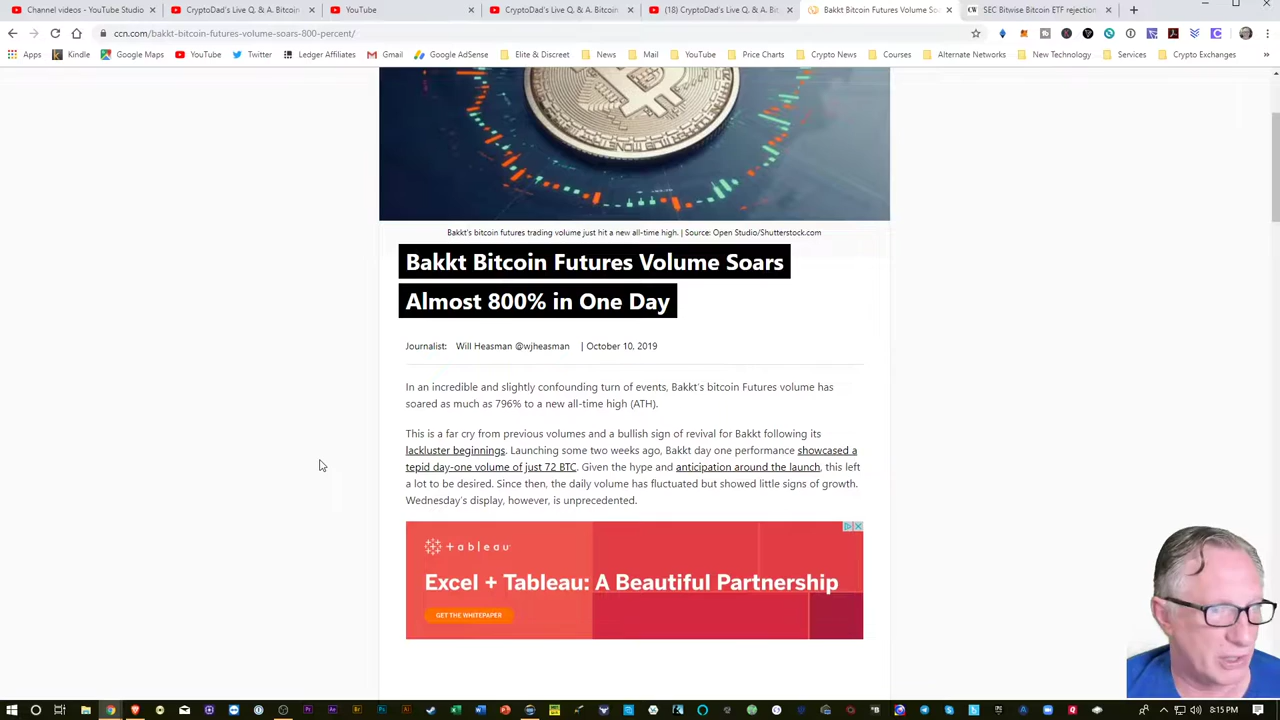 Channel videos - YouTube Studio
CryptoDad's Live Q. & A. Bitcoin
YouTube
CryptoDad's Live Q. & A. Bitcoin
(18) CryptoDad's Live Q. & A. Bit
Bakkt Bitcoin Futures Volume So
SEC Bitwise Bitcoin ETF rejection
ccn.com/bakkt-bitcoin-futures-volume-soars-800-percent/
Apps
Kindle
Google Maps
YouTube
Twitter
Ledger Affiliates
Gmail
Google AdSense
Elite & Discreet
News
Mail
YouTube
Price Charts
Crypto News
Courses
Alternate Networks
New Technology
Services
Crypto Exchanges
Bakkt's bitcoin futures trading volume just hit a new all-time high. | Source: Open Studio/Shutterstock.com
Bakkt Bitcoin Futures Volume Soars
Almost 800% in One Day
Journalist: Will Heasman @wjheasman | October 10, 2019
In an incredible and slightly confounding turn of events, Bakkt's bitcoin Futures volume has
soared as much as 796% to a new all-time high (ATH).
This is a far cry from previous volumes and a bullish sign of revival for Bakkt following its
lackluster beginnings. Launching some two weeks ago, Bakkt day one performance showcased a
tepid day-one volume of just 72 BTC. Given the hype and anticipation around the launch, this left
a lot to be desired. Since then, the daily volume has fluctuated but showed little signs of growth.
Wednesday's display, however, is unprecedented.
+ableau
Excel + Tableau: A Beautiful Partnership
GET THE WHITEPAPER
8:15 PM